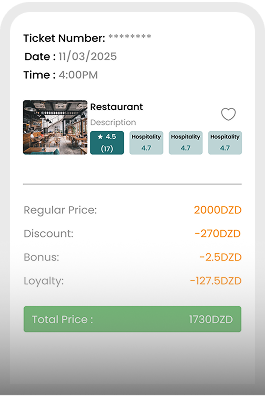 Ticket Number: ********
Date : 11/03/2025
Time : 4:00PM
Restaurant
Description
★ 4.5 (17)
Hospitality 4.7
Hospitality 4.7
Hospitality 4.7
Regular Price: 2000DZD
Discount: -270DZD
Bonus: -2.5DZD
Loyalty: -127.5DZD
Total Price : 1730DZD